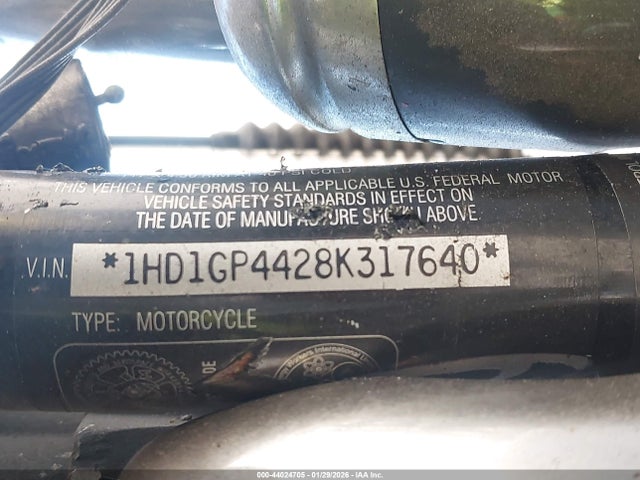 THIS VEHICLE CONFORMS TO ALL APPLICABLE U.S. FEDERAL MOTOR
VEHICLE SAFETY STANDARDS IN EFFECT ON
THE DATE OF MANUFACTURE SHOWN ABOVE.
V.I.N. *1HD1GP4428K317640*
TYPE: MOTORCYCLE
000-44624705 - 01/29/2026 - IAA Inc.